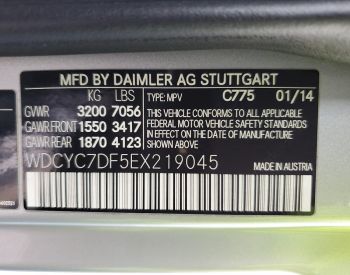 MFD BY DAIMLER AG STUTTGART
KG LBS TYPE: MPV C775 01/14
GVWR 3200 7056
GAWR.FRONT 1550 3417
GAWR.REAR 1870 4123
THIS VEHICLE CONFORMS TO ALL APPLICABLE
FEDERAL MOTOR VEHICLE SAFETY STANDARDS IN
EFFECT ON THE DATE OF MANUFACTURE
SHOWN ABOVE.
WDCYC7DF5EX219045 MADE IN AUSTRIA